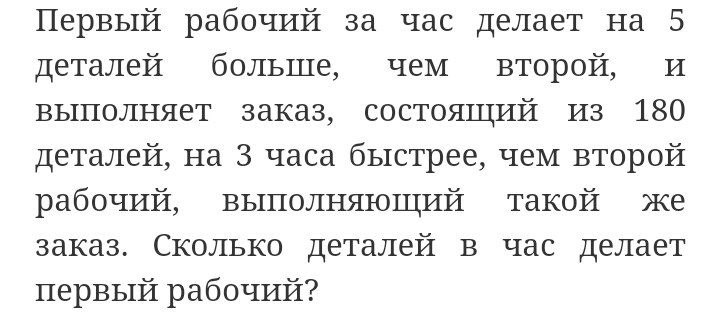 Первый рабочий за час делает на 5
деталей больше, чем второй, и
выполняет заказ, состоящий из 180
деталей, на 3 часа быстрее, чем второй
рабочий, выполняющий такой же
заказ. Сколько деталей в час делает
первый рабочий?